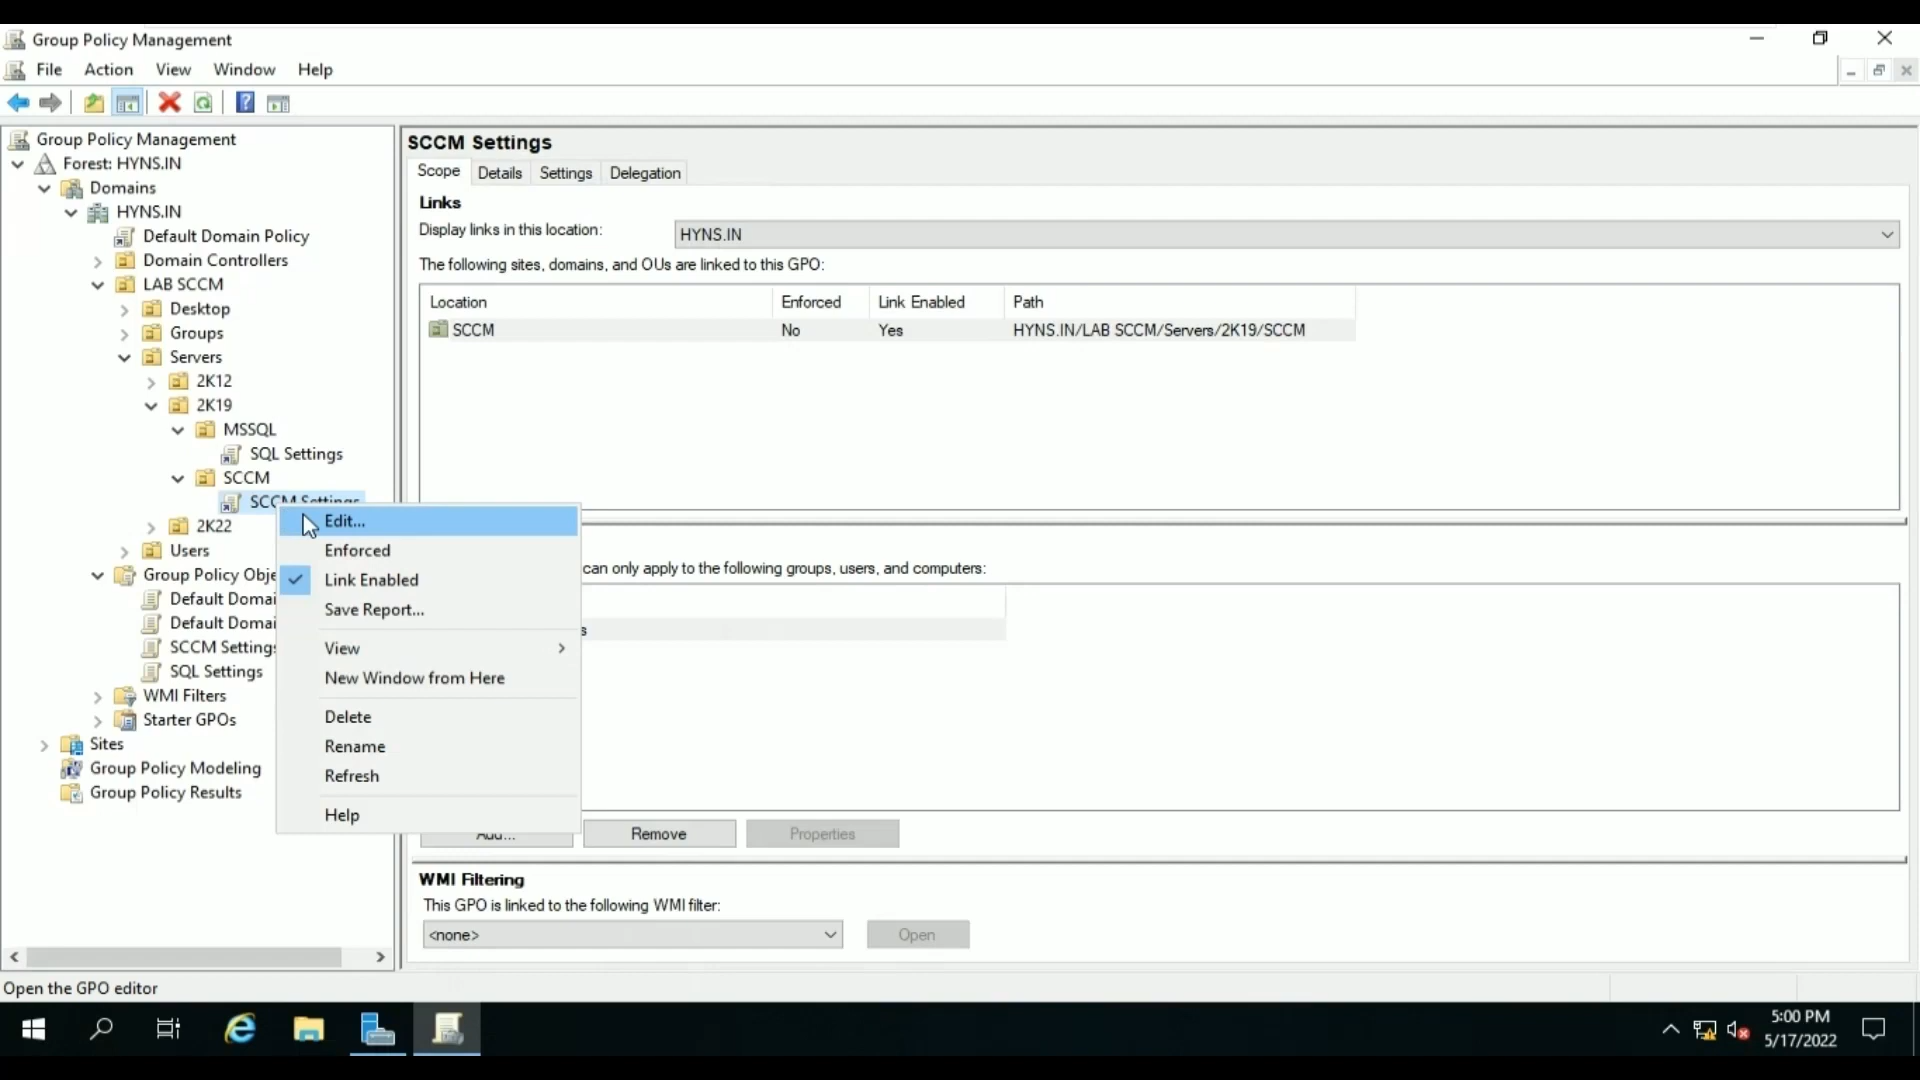 Group Policy Management
File Action View Window Help
Group Policy Management
Forest: HYNS.IN
Domains
HYNS.IN
Default Domain Policy
Domain Controllers
LAB SCCM
Desktop
Groups
Servers
2K12
2K19
MSSQL
SQL Settings
SCCM
SCCM Settings
2K22
Users
Group Policy Obje
Default Domai
Default Domai
SCCM Settings
SQL Settings
WMI Filters
Starter GPOs
Sites
Group Policy Modeling
Group Policy Results
Edit...
Enforced
Link Enabled
Save Report...
View
New Window from Here
Delete
Rename
Refresh
Help
SCCM Settings
Scope Details Settings Delegation
Links
Display links in this location: HYNS.IN
The following sites, domains, and OUs are linked to this GPO:
Location Enforced Link Enabled Path
SCCM No Yes HYNS.IN/LAB SCCM/Servers/2K19/SCCM
can only apply to the following groups, users, and computers:
s
Add... Remove Properties
WMI Filtering
This GPO is linked to the following WMI filter:
<none> Open
Open the GPO editor
5:00 PM
5/17/2022